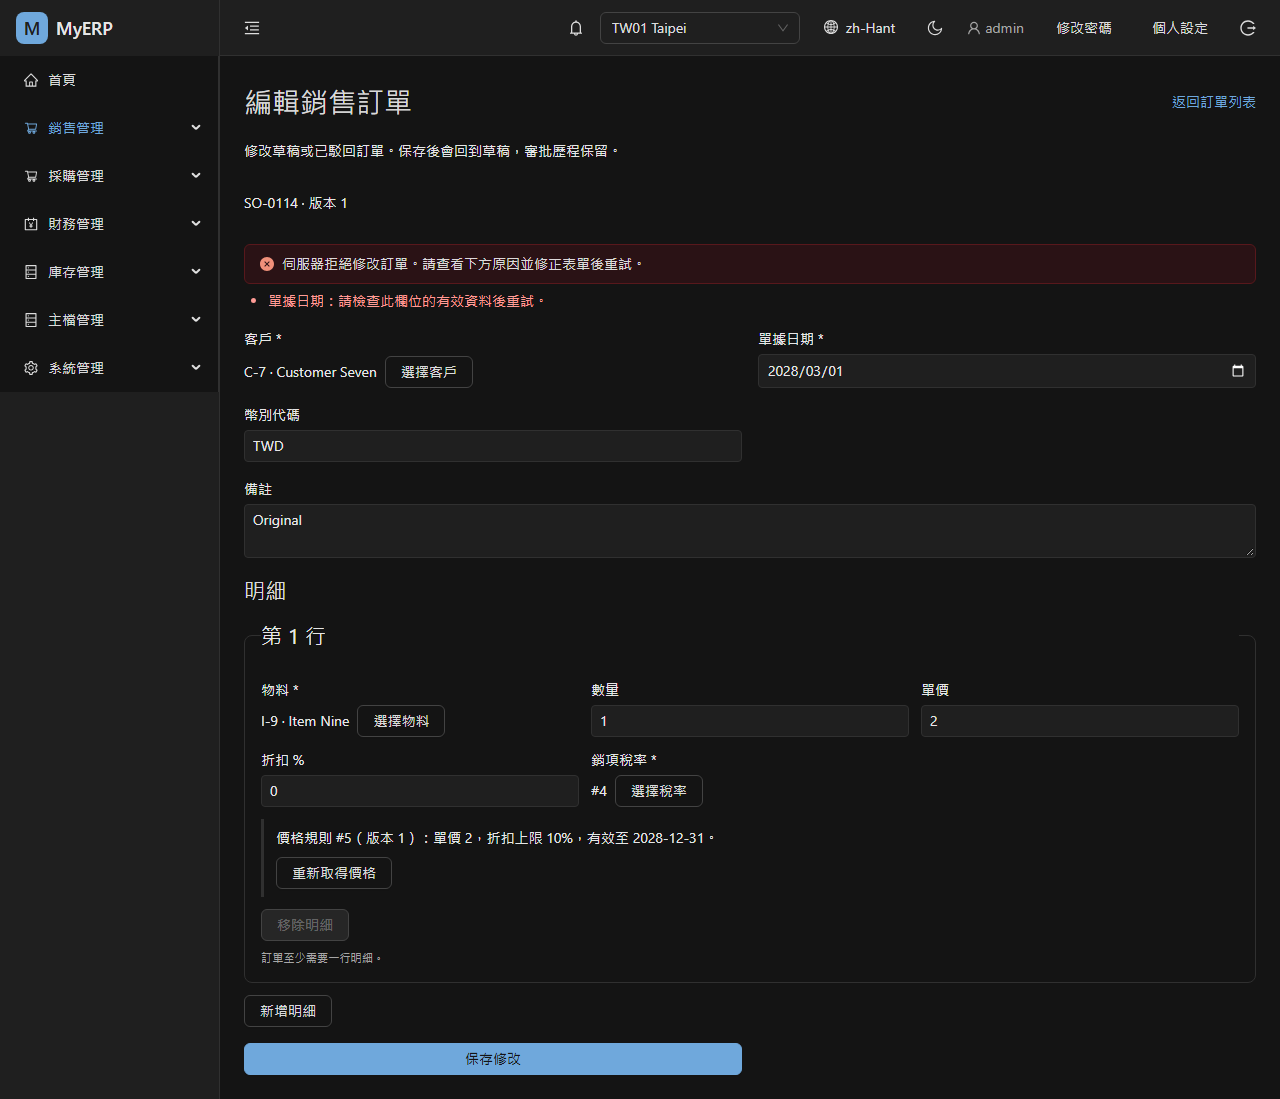 M MyERP
TW01 Taipei
zh-Hant
admin
修改密碼
個人設定
首頁
銷售管理
採購管理
財務管理
庫存管理
主檔管理
系統管理
編輯銷售訂單
返回訂單列表
修改草稿或已駁回訂單。保存後會回到草稿，審批歷程保留。
SO-0114 · 版本 1
伺服器拒絕修改訂單。請查看下方原因並修正表單後重試。
單據日期：請檢查此欄位的有效資料後重試。
客戶 *
C-7 · Customer Seven
選擇客戶
單據日期 *
2028/03/01
幣別代碼
TWD
備註
Original
明細
第 1 行
物料 *
I-9 · Item Nine
選擇物料
數量
1
單價
2
折扣 %
0
銷項稅率 *
#4
選擇稅率
價格規則 #5（版本 1）：單價 2，折扣上限 10%，有效至 2028-12-31。
重新取得價格
移除明細
訂單至少需要一行明細。
新增明細
保存修改